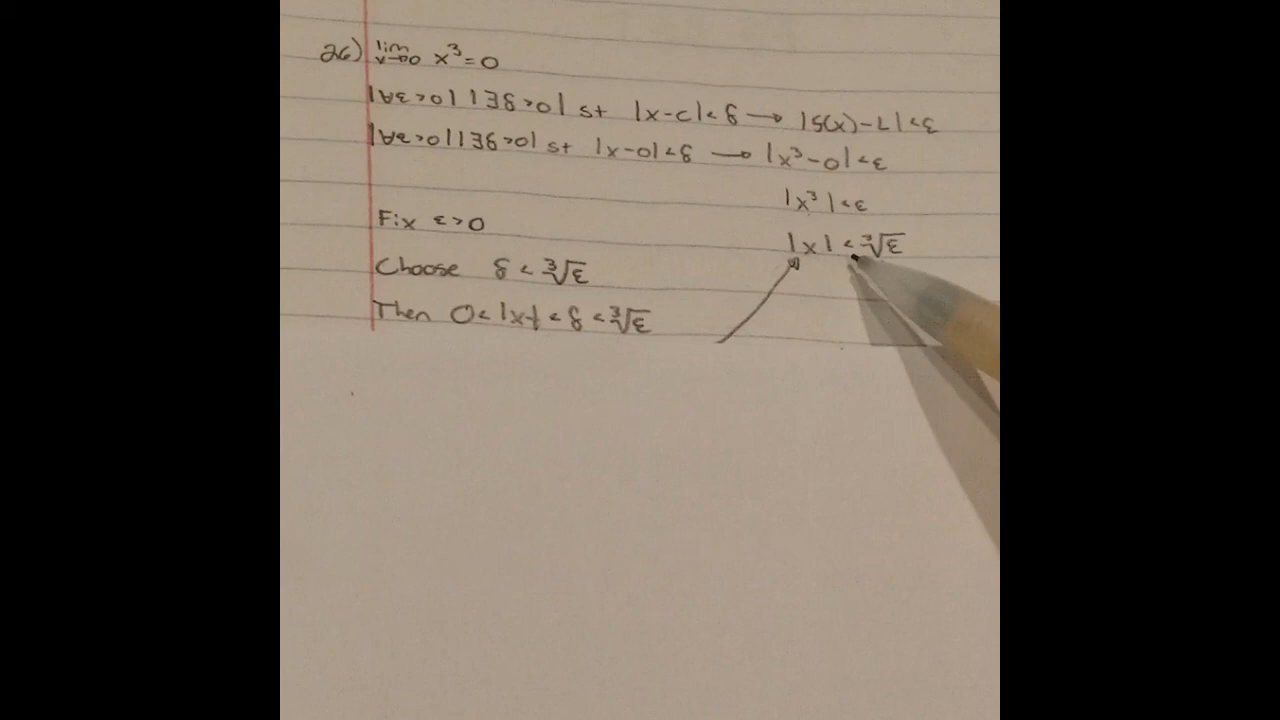 26) lim x→0 x³=0
|∀ε>0| |∃δ>0| st |x-c|<δ → |f(x)-L|<ε
|∀ε>0||∃δ>0| st |x-0|<δ → |x³-0|<ε
|x³|<ε
Fix ε>0
|x|<∛ε
Choose δ<∛ε
Then 0<|x|<δ<∛ε